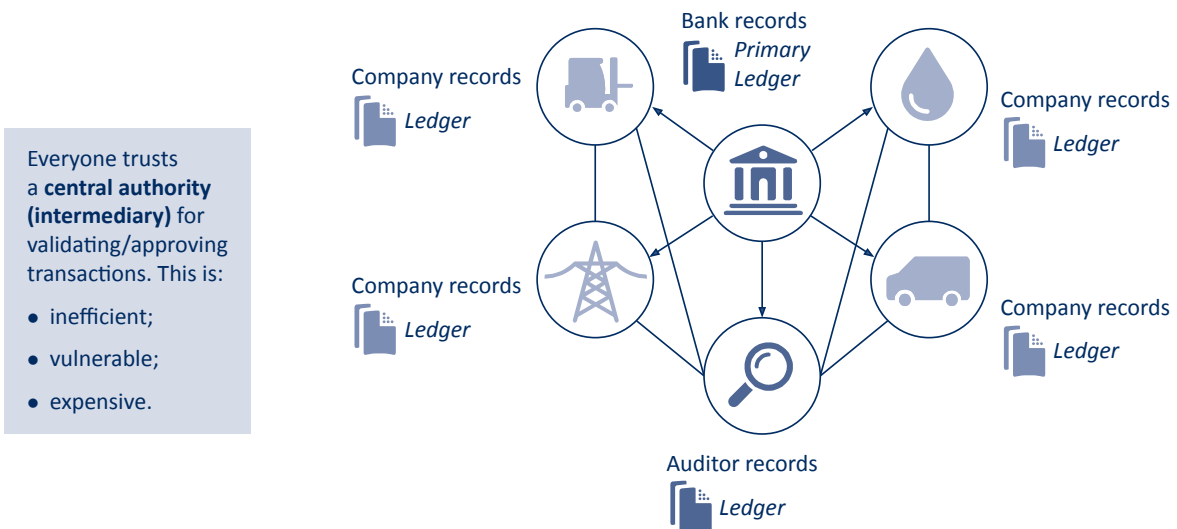 Everyone trusts
a central authority
(intermediary) for
validating/approving
transactions. This is:
• inefficient;
• vulnerable;
• expensive.
Bank records
Primary
Ledger
Company records
Ledger
Company records
Ledger
Company records
Ledger
Company records
Ledger
Auditor records
Ledger